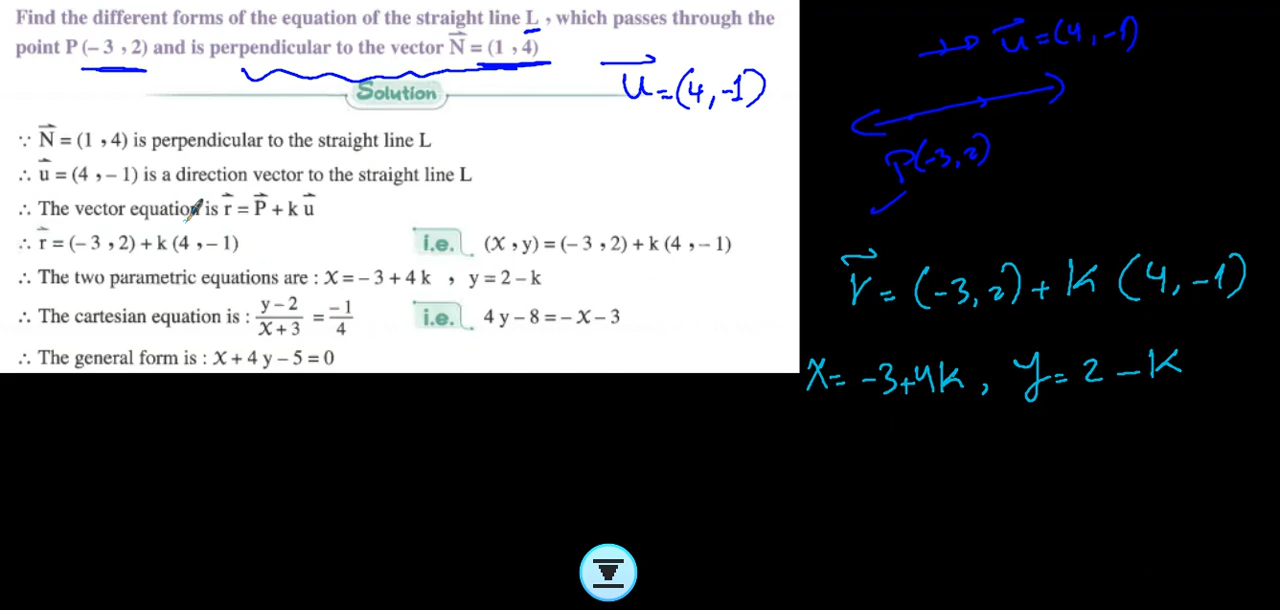 Find the different forms of the equation of the straight line L , which passes through the
point P (– 3 , 2) and is perpendicular to the vector N⃗ = (1 , 4)
Solution
∵ N⃗ = (1 , 4) is perpendicular to the straight line L
∴ u⃗ = (4 , – 1) is a direction vector to the straight line L
∴ The vector equation is r⃗ = P⃗ + k u⃗
∴ r⃗ = (– 3 , 2) + k (4 , – 1) i.e. (X , y) = (– 3 , 2) + k (4 , – 1)
∴ The two parametric equations are : X = – 3 + 4 k , y = 2 – k
∴ The cartesian equation is : (y – 2)/(X + 3) = –1/4 i.e. 4 y – 8 = – X – 3
∴ The general form is : X + 4 y – 5 = 0
u⃗ = (4, -1)
u⃗ = (4, -1)
P(-3, 2)
r⃗ = (-3, 2) + K (4, -1)
X = -3+4K , y = 2 - K